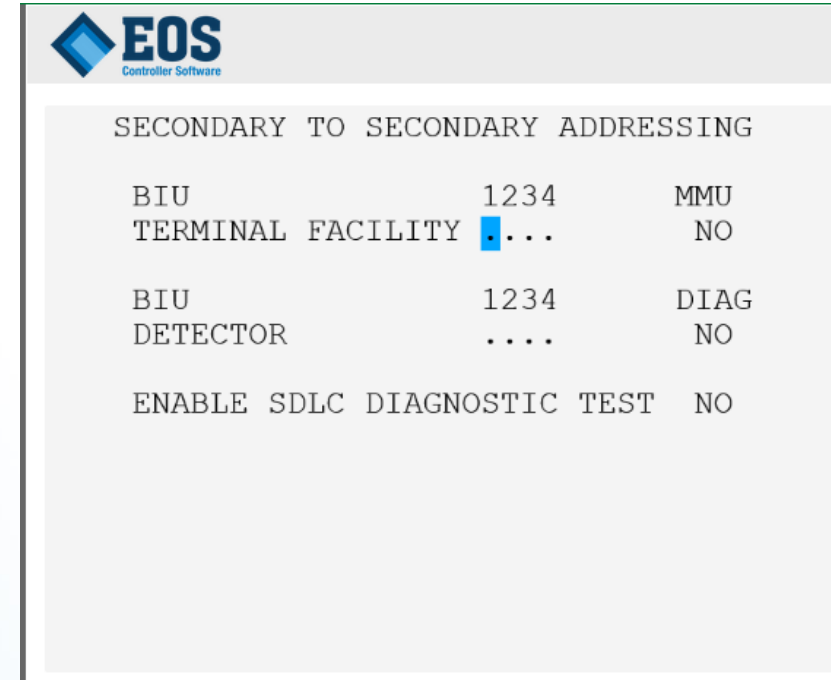 EOS
Controller Software
SECONDARY TO SECONDARY ADDRESSING
BIU 1234 MMU
TERMINAL FACILITY .... NO
BIU 1234 DIAG
DETECTOR .... NO
ENABLE SDLC DIAGNOSTIC TEST NO